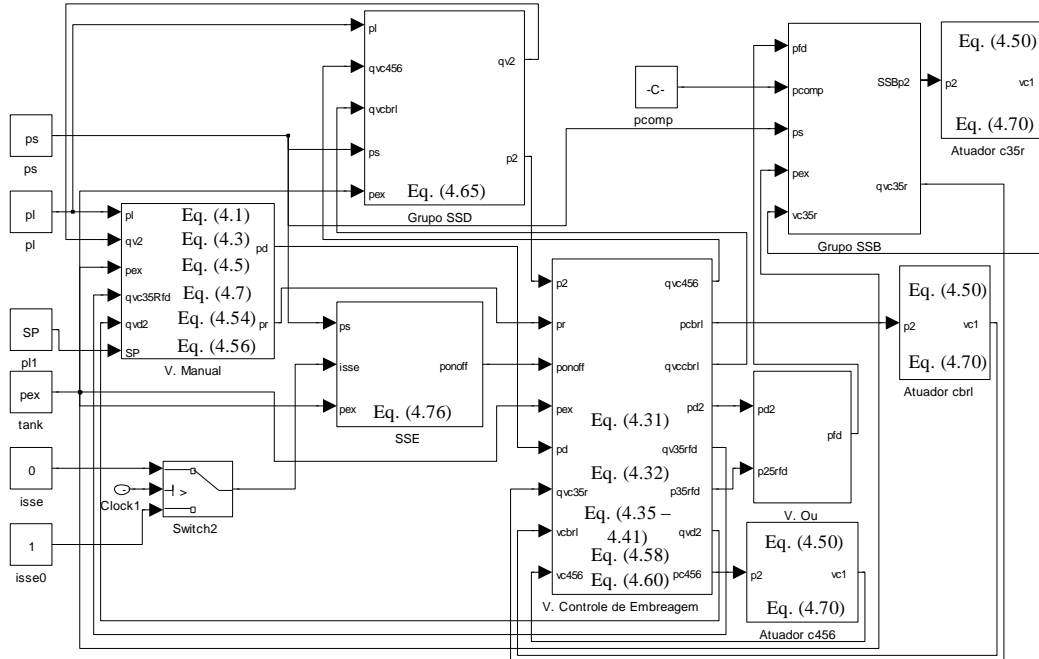 ps
ps
pl
pl
SP
pl1
pex
tank
0
isse
1
isse0
Clock1
>
Switch2
pl
qv2
pex
qvc35Rfd
qvd2
SP
Eq. (4.1)
Eq. (4.3)
Eq. (4.5)
Eq. (4.7)
Eq. (4.54)
Eq. (4.56)
pd
pr
V. Manual
pl
qvc456
qvcbrl
ps
pex
qv2
p2
Eq. (4.65)
Grupo SSD
ps
isse
pex
ponoff
Eq. (4.76)
SSE
p2
pr
ponoff
pex
pd
qvc35r
vcbrl
vc456
Eq. (4.31)
Eq. (4.32)
Eq. (4.35 –
4.41)
Eq. (4.58)
Eq. (4.60)
qvc456
pcbrl
qvccbrl
pd2
qv35rfd
p35rfd
qvd2
pc456
V. Controle de Embreagem
-C-
pcomp
pfd
pcomp
ps
pex
vc35r
SSBp2
qvc35r
Grupo SSB
Eq. (4.50)
p2
vc1
Eq. (4.70)
Atuador c35r
Eq. (4.50)
p2
vc1
Eq. (4.70)
Atuador cbrl
pd2
p25rfd
pfd
V. Ou
Eq. (4.50)
p2
vc1
Eq. (4.70)
Atuador c456